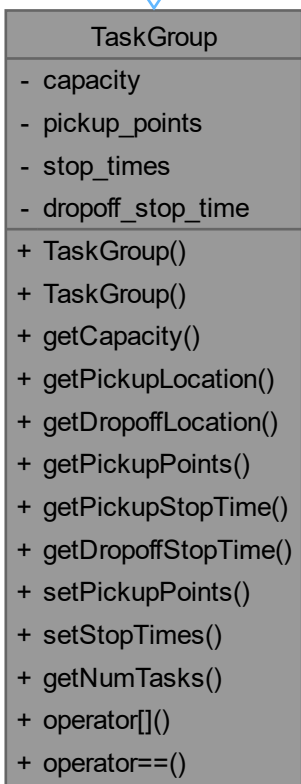 TaskGroup
- capacity
- pickup_points
- stop_times
- dropoff_stop_time
+ TaskGroup()
+ TaskGroup()
+ getCapacity()
+ getPickupLocation()
+ getDropoffLocation()
+ getPickupPoints()
+ getPickupStopTime()
+ getDropoffStopTime()
+ setPickupPoints()
+ setStopTimes()
+ getNumTasks()
+ operator[]()
+ operator==()